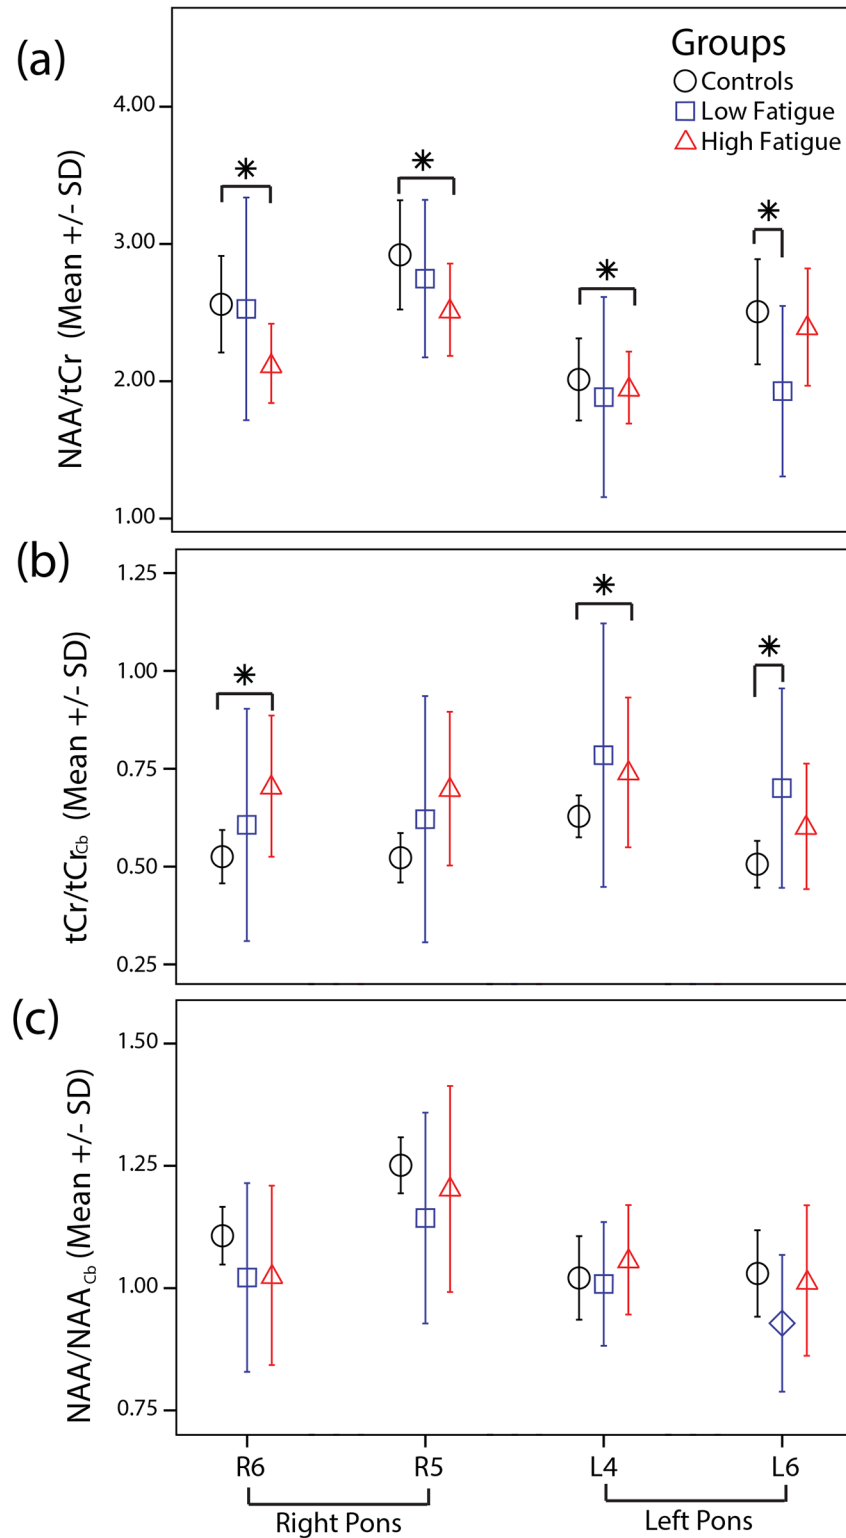 (a)
Groups
Controls
Low Fatigue
High Fatigue
NAA/tCr (Mean +/- SD)
4.00
3.00
2.00
1.00
*
*
*
*
(b)
tCr/tCrCb (Mean +/- SD)
1.25
1.00
0.75
0.50
0.25
*
*
*
(c)
NAA/NAACb (Mean +/- SD)
1.50
1.25
1.00
0.75
R6
R5
L4
L6
Right Pons
Left Pons